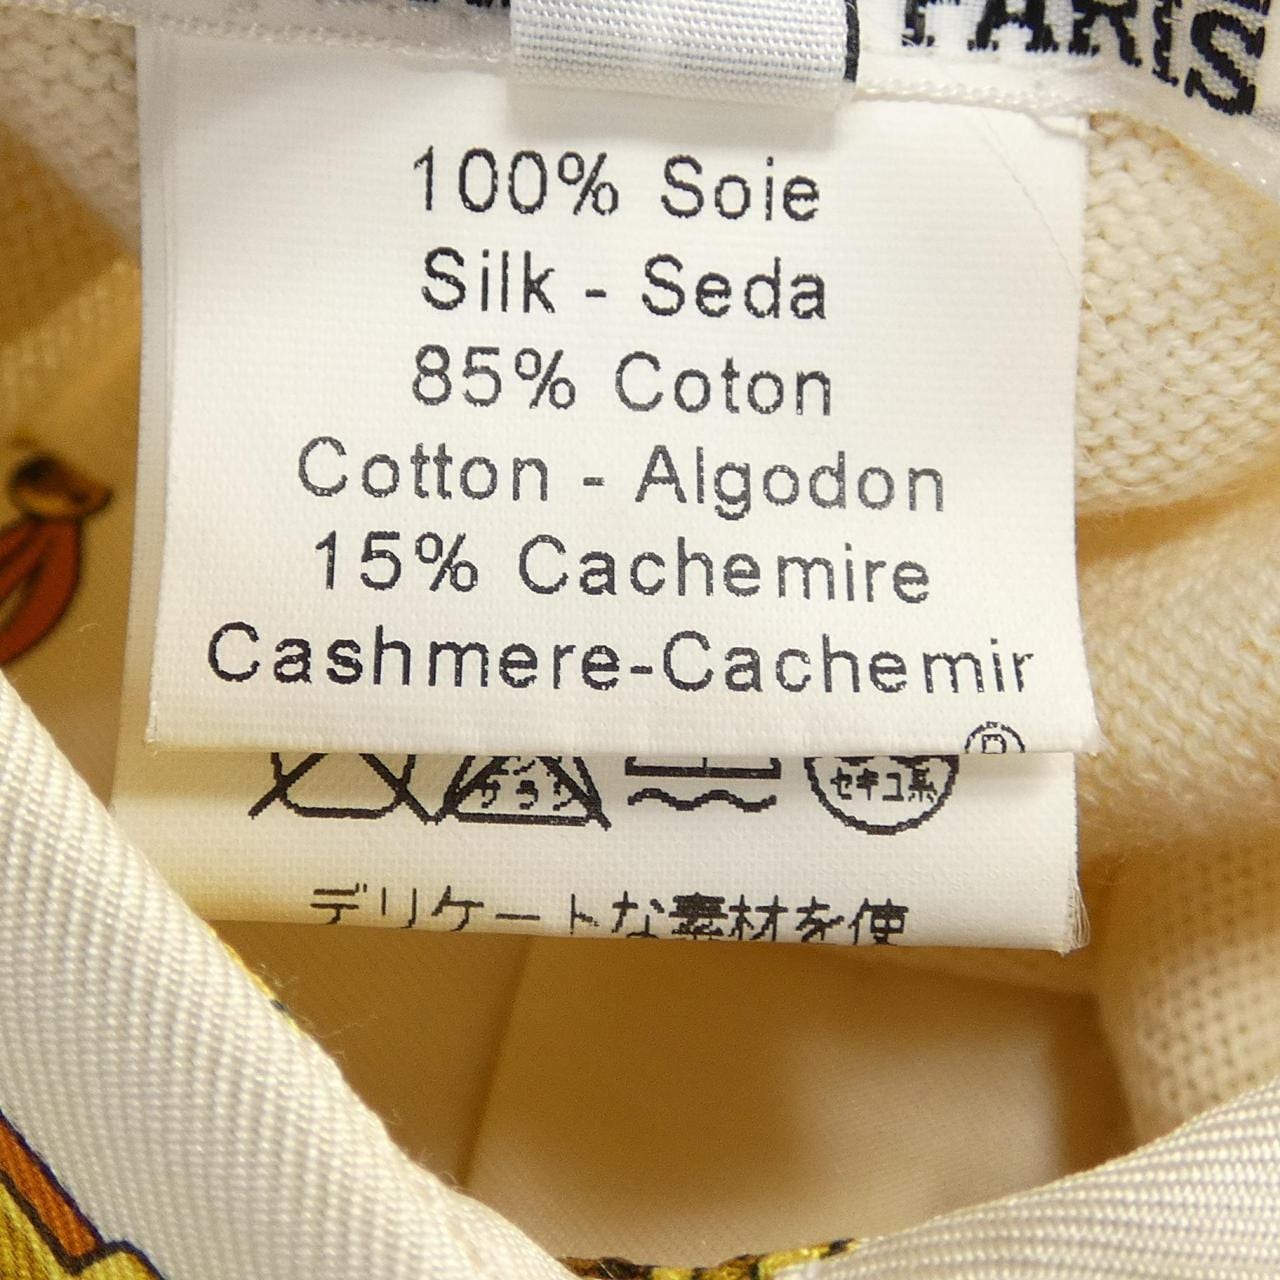 PARIS
100% Soie
Silk - Seda
85% Coton
Cotton - Algodon
15% Cachemire
Cashmere-Cachemir
セキユ系
デリケートな素材を使